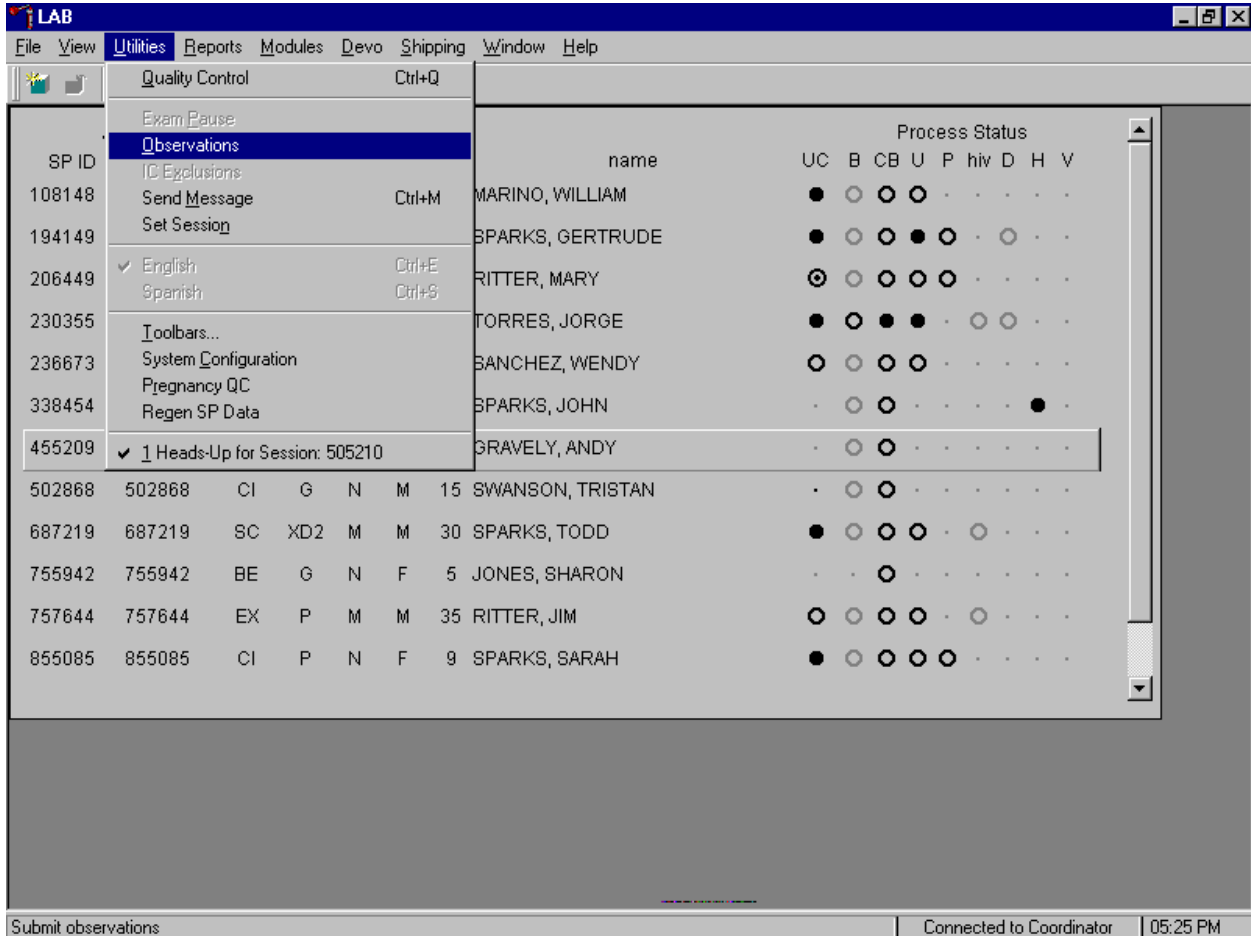 LAB
File View Utilities Reports Modules Devo Shipping Window Help
Quality Control Ctrl+Q
Exam Pause
Observations
IC Exclusions
Send Message Ctrl+M
Set Session
English Ctrl+E
Spanish Ctrl+S
Toolbars...
System Configuration
Pregnancy QC
Regen SP Data
1 Heads-Up for Session: 505210
Process Status
SP ID name UC B CB U P hiv D H V
108148 MARINO, WILLIAM
194149 SPARKS, GERTRUDE
206449 RITTER, MARY
230355 TORRES, JORGE
236673 SANCHEZ, WENDY
338454 SPARKS, JOHN
455209 GRAVELY, ANDY
502868 502868 CI G N M 15 SWANSON, TRISTAN
687219 687219 SC XD2 M M 30 SPARKS, TODD
755942 755942 BE G N F 5 JONES, SHARON
757644 757644 EX P M M 35 RITTER, JIM
855085 855085 CI P N F 9 SPARKS, SARAH
Submit observations Connected to Coordinator 05:25 PM